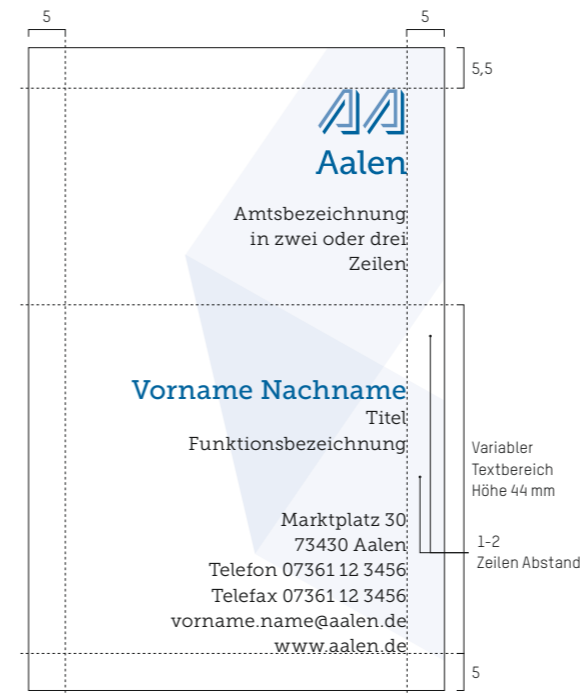 5
5
5,5
AA
Aalen
Amtsbezeichnung
in zwei oder drei
Zeilen
Vorname Nachname
Titel
Funktionsbezeichnung
Variabler
Textbereich
Höhe 44 mm
Marktplatz 30
73430 Aalen
Telefon 07361 12 3456
Telefax 07361 12 3456
vorname.name@aalen.de
www.aalen.de
1-2
Zeilen Abstand
5